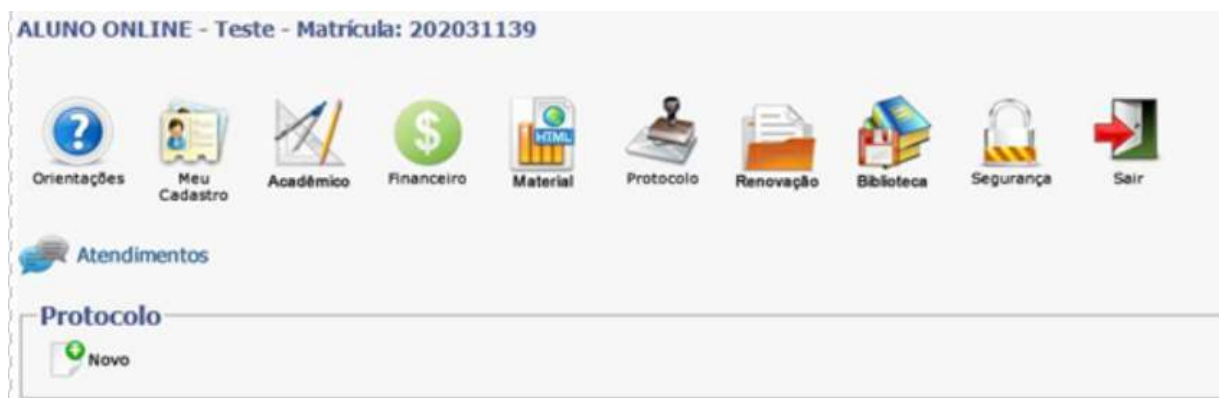 ALUNO ONLINE - Teste - Matrícula: 202031139
Orientações
Meu
Cadastro
Acadêmico
Financeiro
HTML
Material
Protocolo
Renovação
Biblioteca
Segurança
Sair
Atendimentos
Protocolo
Novo